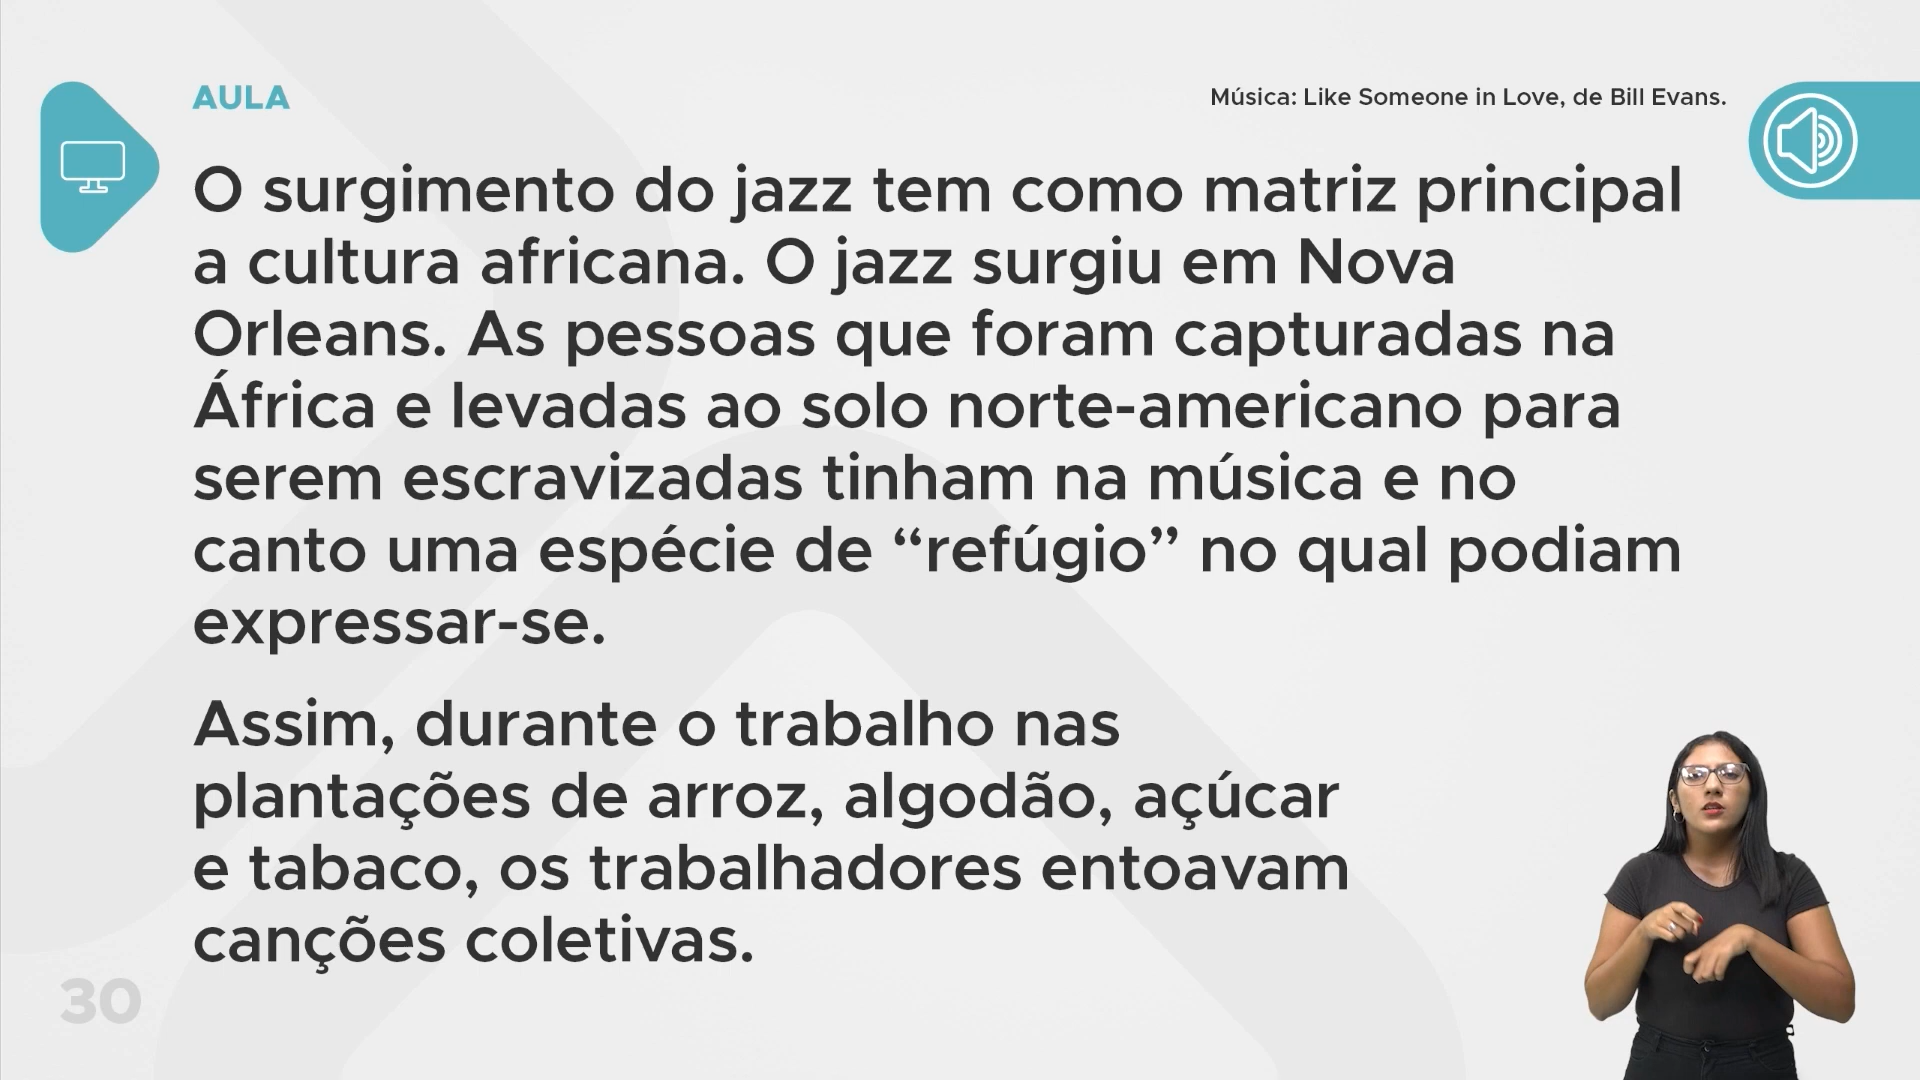 AULA
Música: Like Someone in Love, de Bill Evans.
O surgimento do jazz tem como matriz principal
a cultura africana. O jazz surgiu em Nova
Orleans. As pessoas que foram capturadas na
África e levadas ao solo norte-americano para
serem escravizadas tinham na música e no
canto uma espécie de “refúgio” no qual podiam
expressar-se.
Assim, durante o trabalho nas
plantações de arroz, algodão, açúcar
e tabaco, os trabalhadores entoavam
canções coletivas.
30